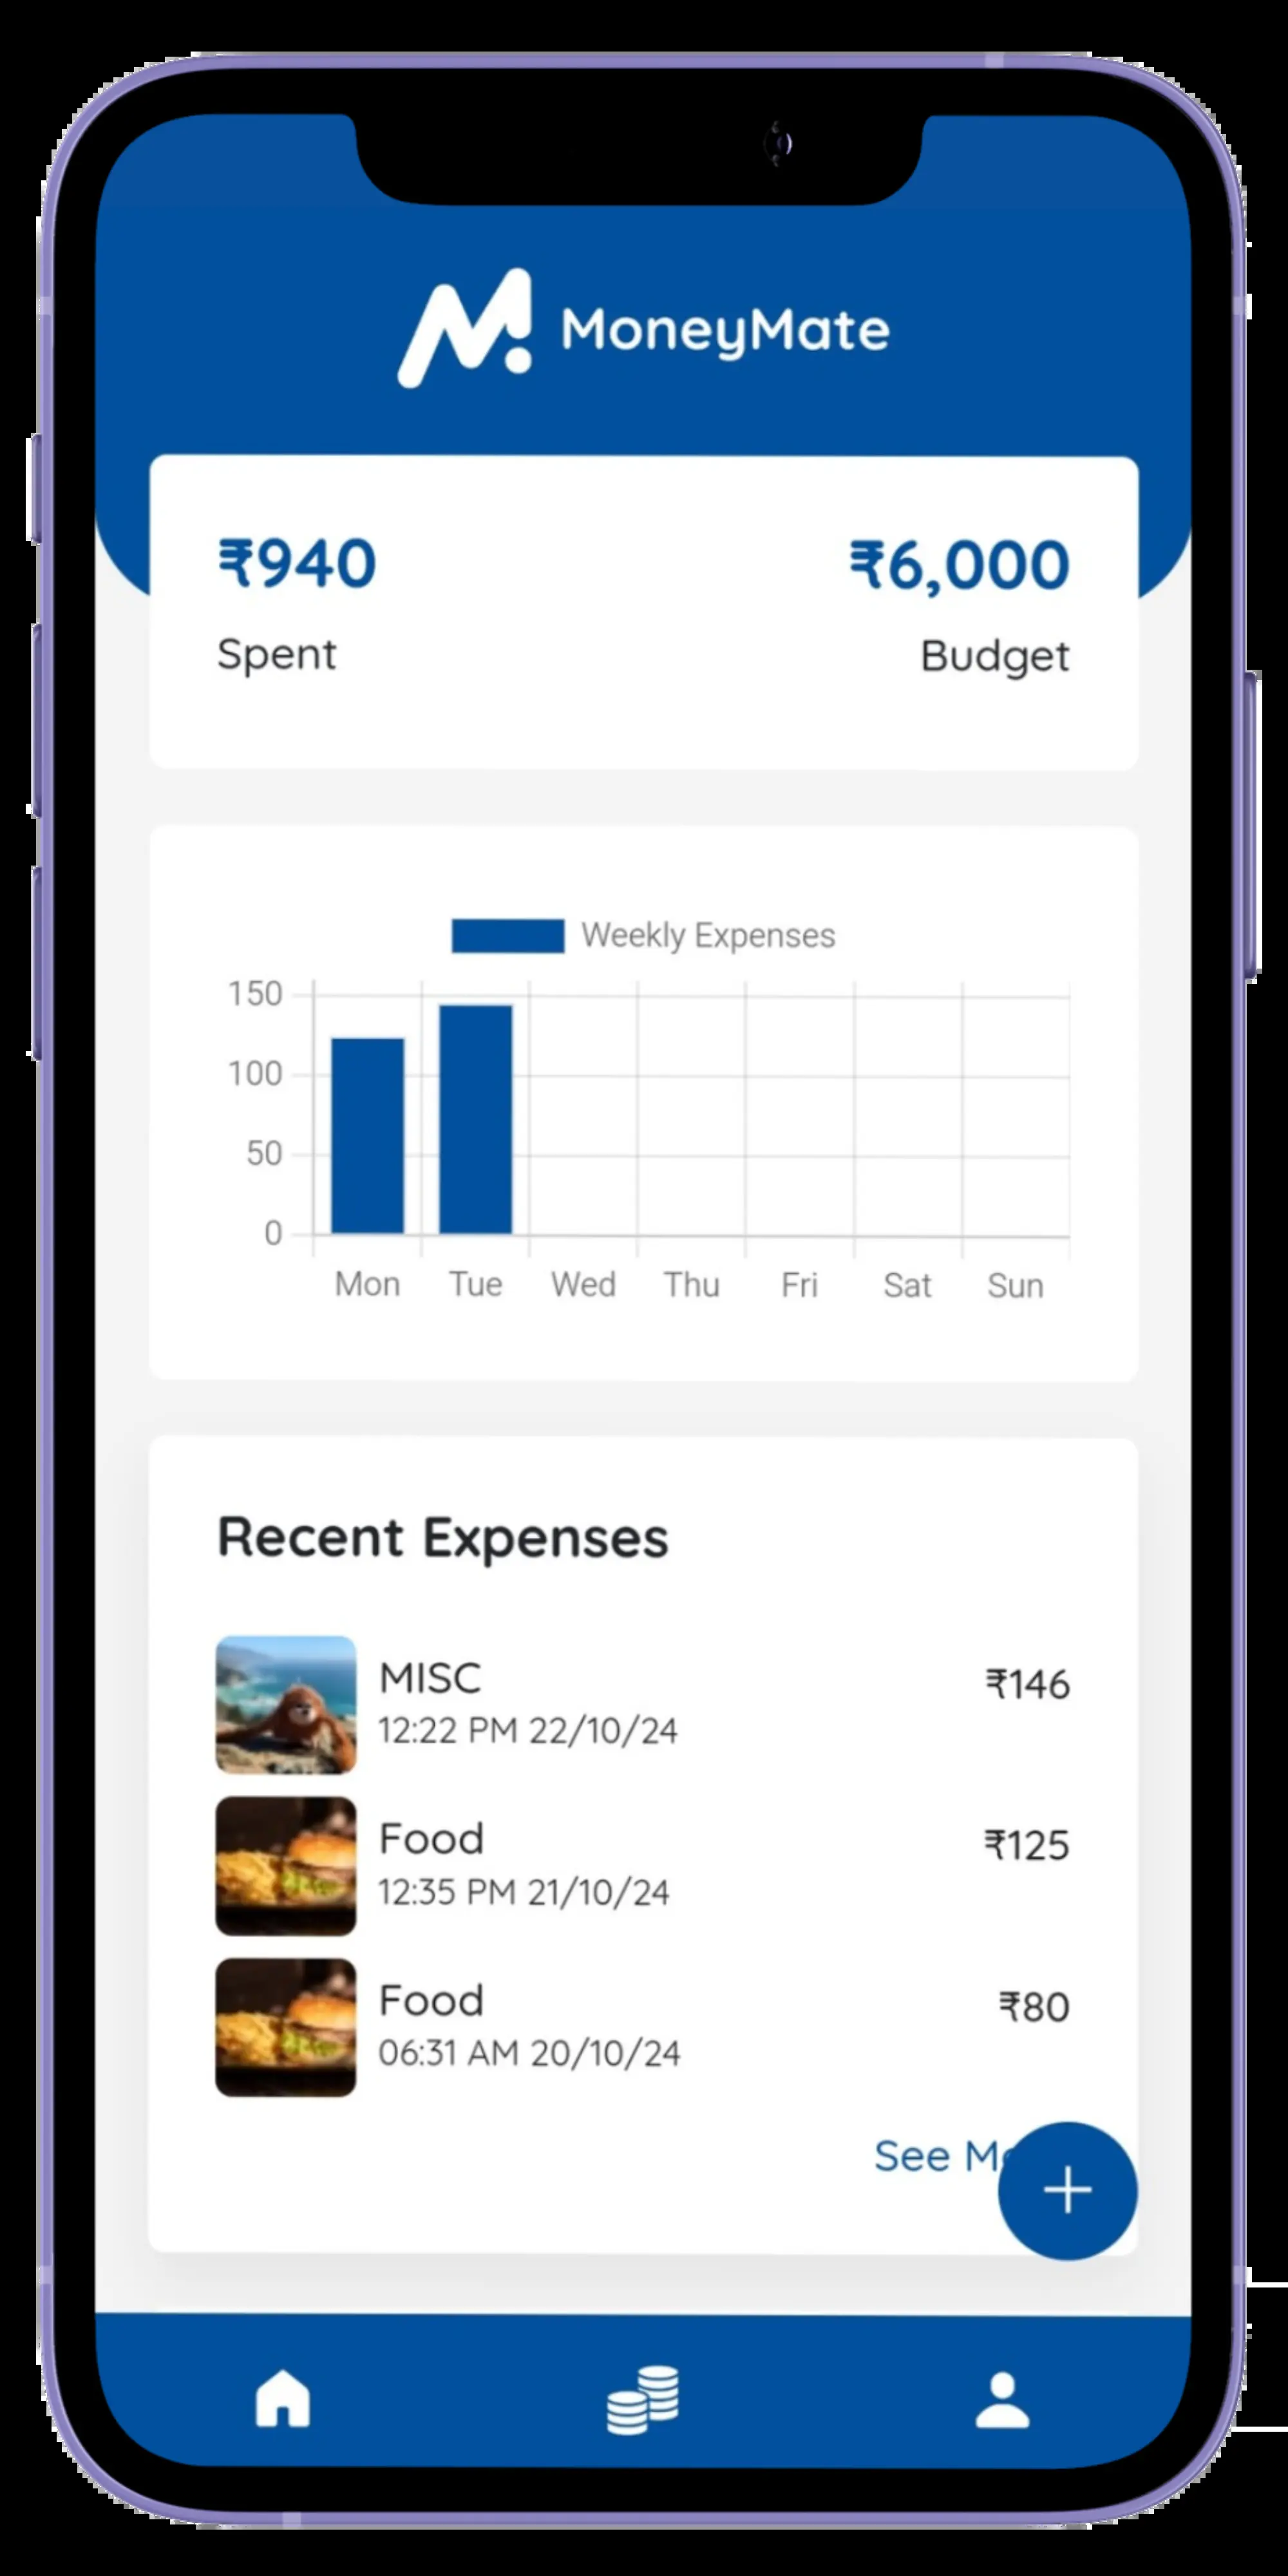 MoneyMate
₹940 ₹6,000
Spent Budget
Weekly Expenses
150
100
50
0
Mon Tue Wed Thu Fri Sat Sun
Recent Expenses
MISC ₹146
12:22 PM 22/10/24
Food ₹125
12:35 PM 21/10/24
Food ₹80
06:31 AM 20/10/24
See